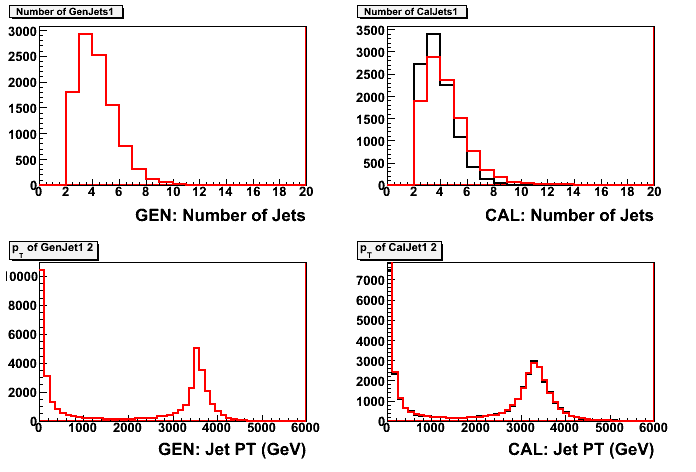 Number of GenJets1
3000
2500
2000
1500
1000
500
0
0 2 4 6 8 10 12 14 16 18 20
GEN: Number of Jets
Number of CalJets1
3500
3000
2500
2000
1500
1000
500
0
0 2 4 6 8 10 12 14 16 18 20
CAL: Number of Jets
pT of GenJet1 2
10000
8000
6000
4000
2000
0
0 1000 2000 3000 4000 5000 6000
GEN: Jet PT (GeV)
pT of CalJet1 2
7000
6000
5000
4000
3000
2000
1000
0
0 1000 2000 3000 4000 5000 6000
CAL: Jet PT (GeV)